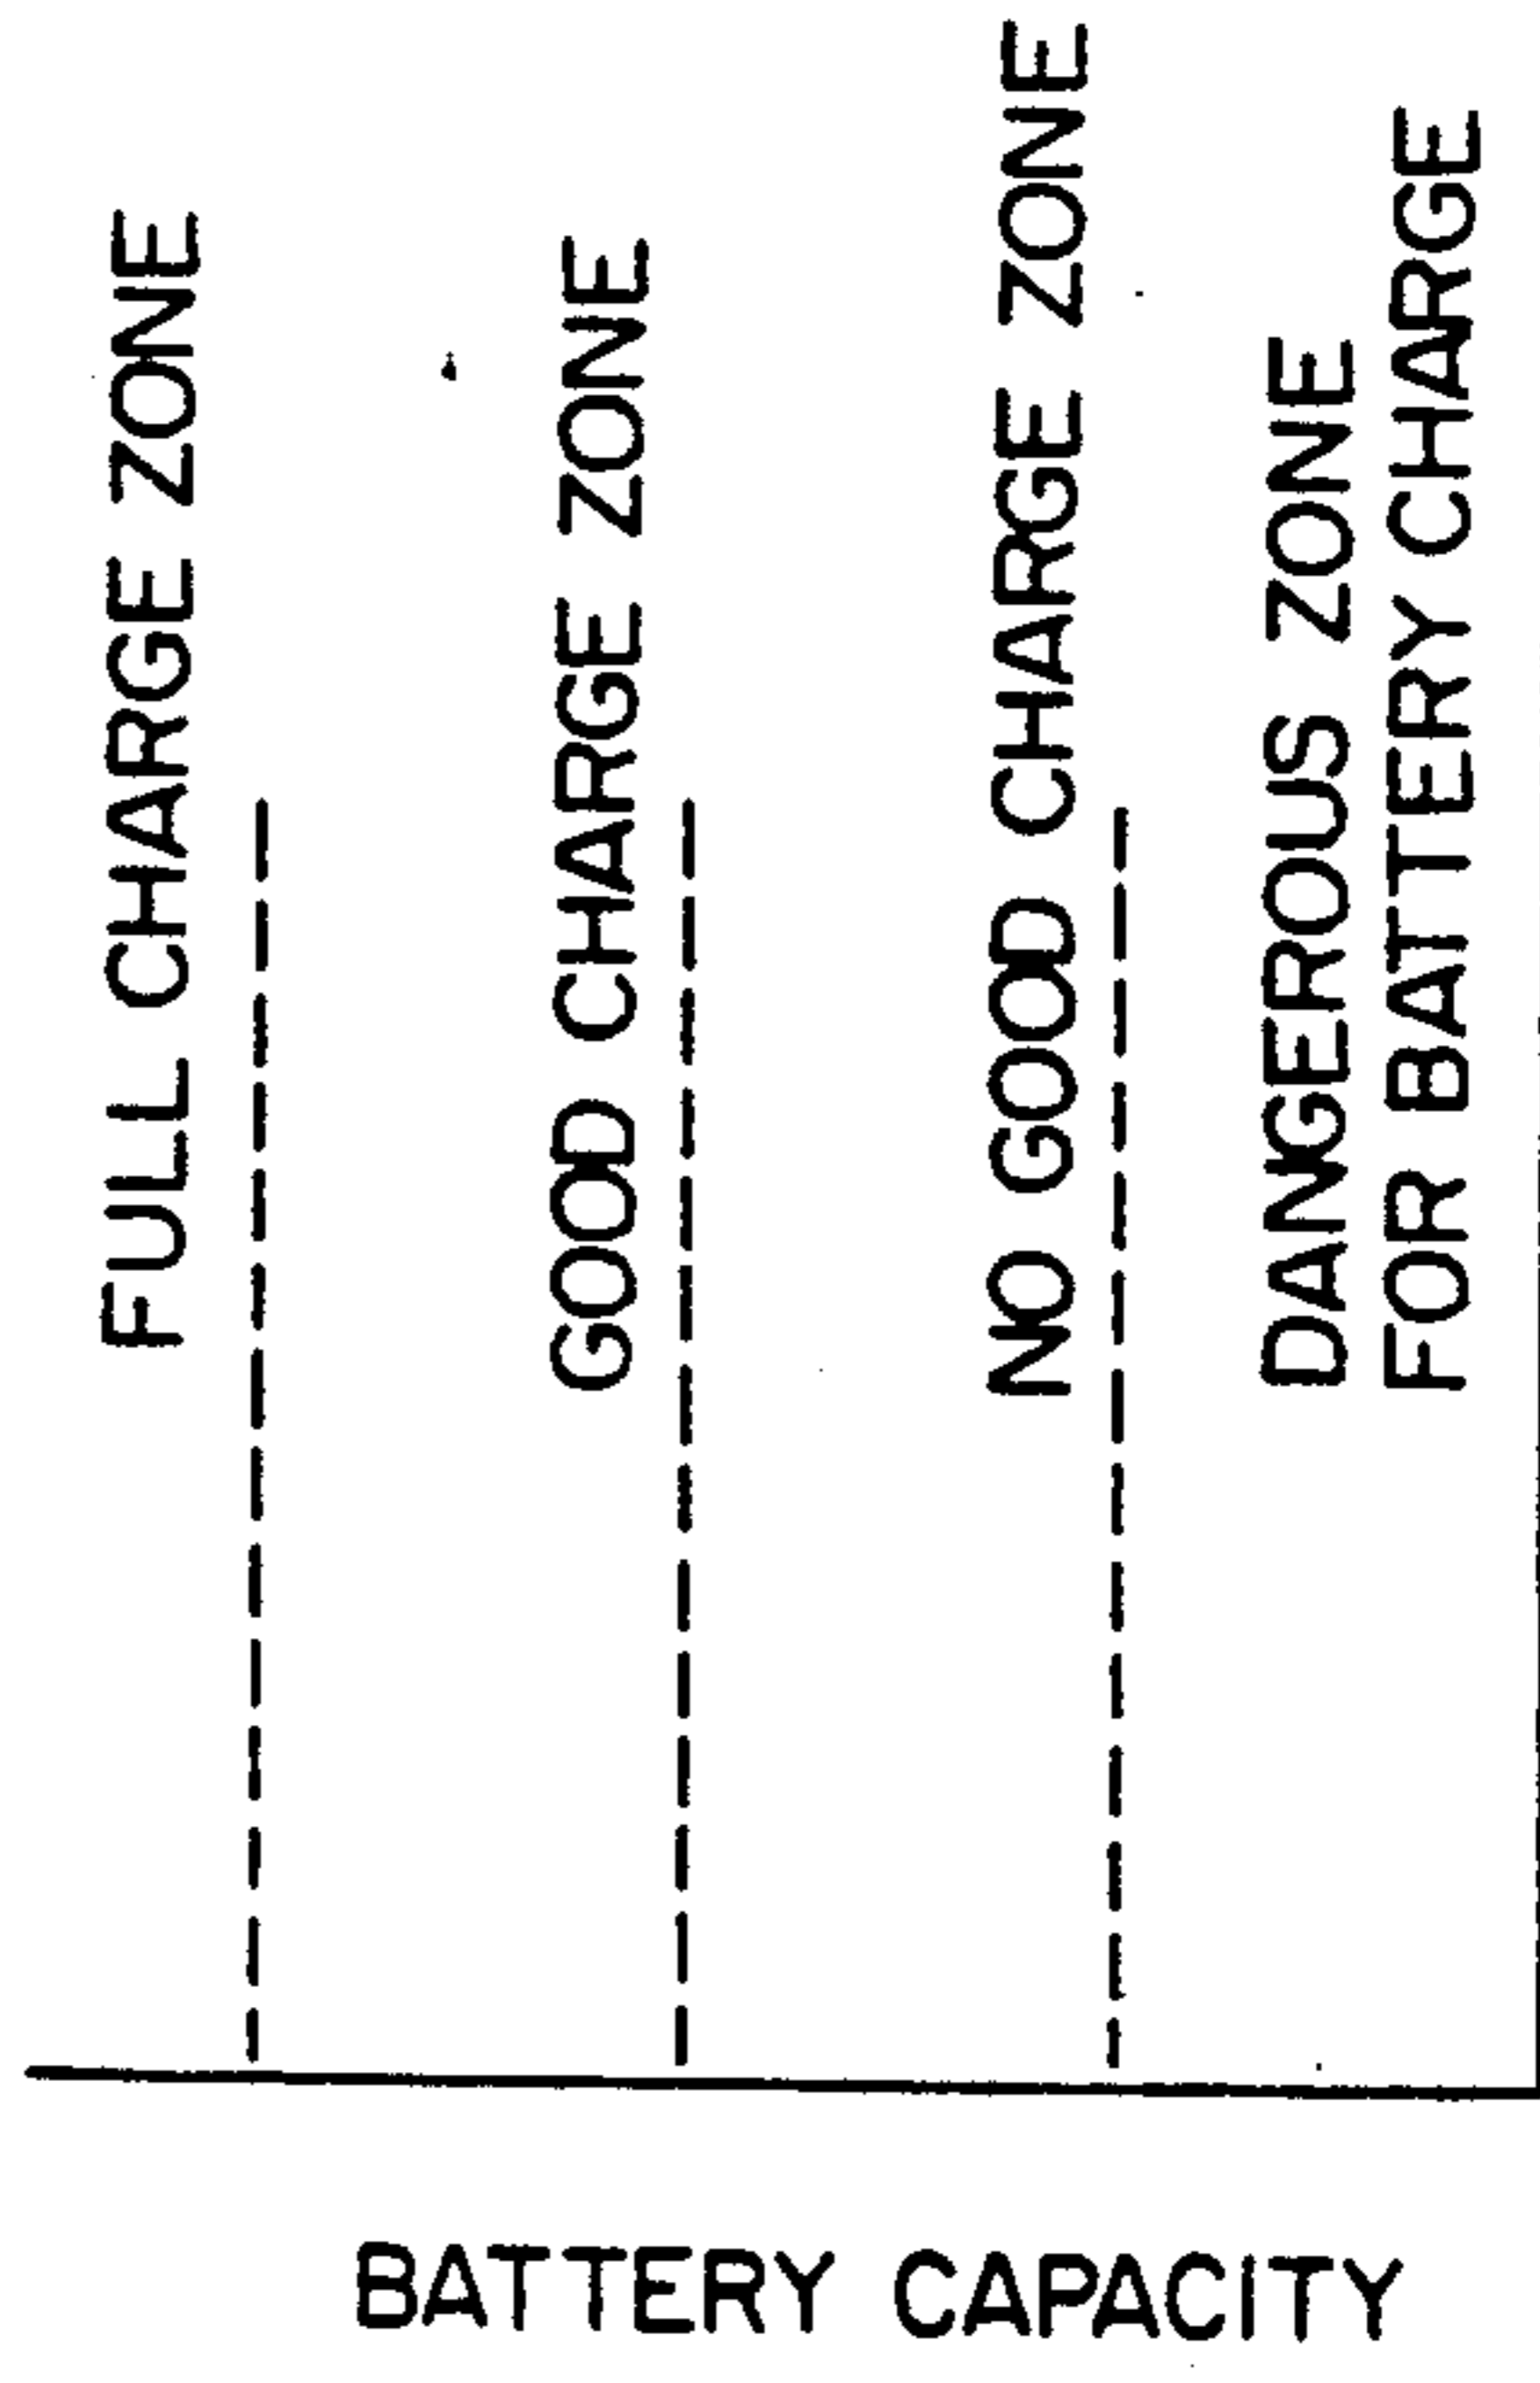 FULL CHARGE ZONE
GOOD CHARGE ZONE
NO GOOD CHARGE ZONE
DANGEROUS ZONE
FOR BATTERY CHARGE
BATTERY CAPACITY